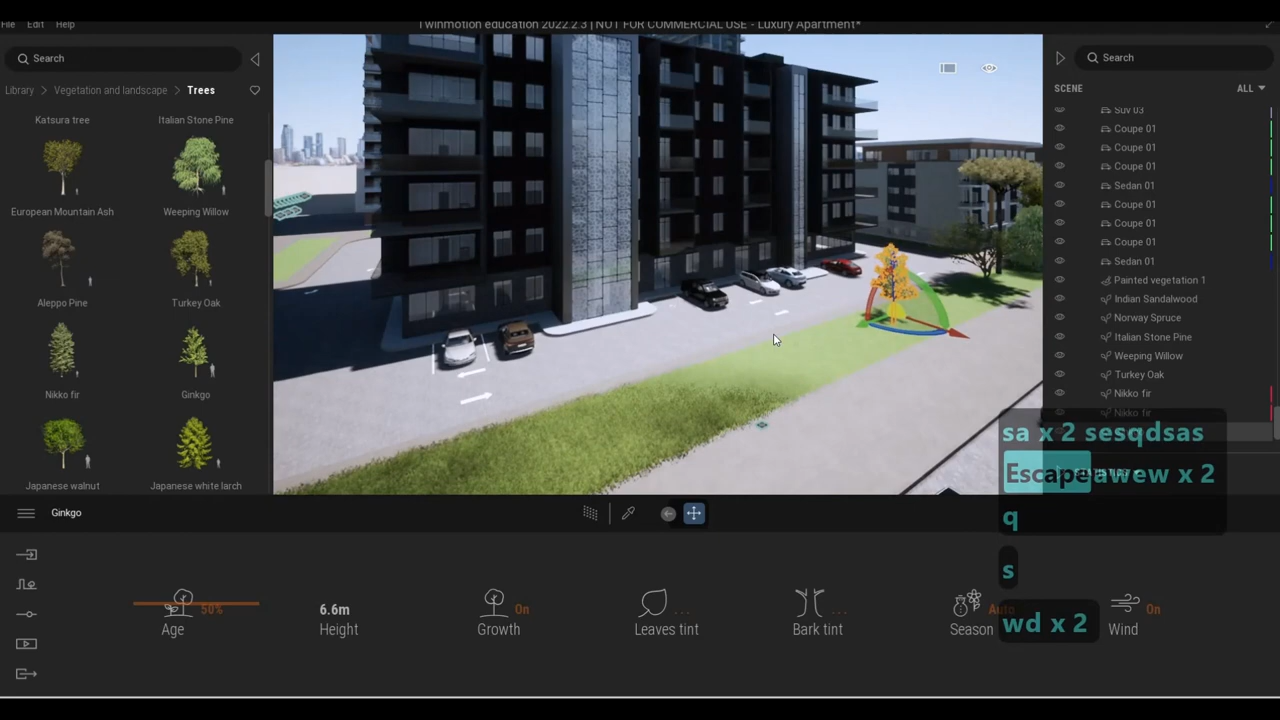 Twinmotion education 2022.2.3 | NOT FOR COMMERCIAL USE - Luxury Apartment*
File Edit Help
Search
Library > Vegetation and landscape > Trees
Katsura tree Italian Stone Pine
European Mountain Ash Weeping Willow
Aleppo Pine Turkey Oak
Nikko fir Ginkgo
Japanese walnut Japanese white larch
Search
SCENE ALL
Suv 03
Coupe 01
Coupe 01
Coupe 01
Sedan 01
Coupe 01
Coupe 01
Coupe 01
Sedan 01
Painted vegetation 1
Indian Sandalwood
Norway Spruce
Italian Stone Pine
Weeping Willow
Turkey Oak
Nikko fir
Nikko fir
sa x 2 sesqdsas
Escape awew x 2
q
s
wd x 2
Ginkgo
50%
Age
6.6m
Height
On
Growth
...
Leaves tint
...
Bark tint
Auto
Season
On
Wind